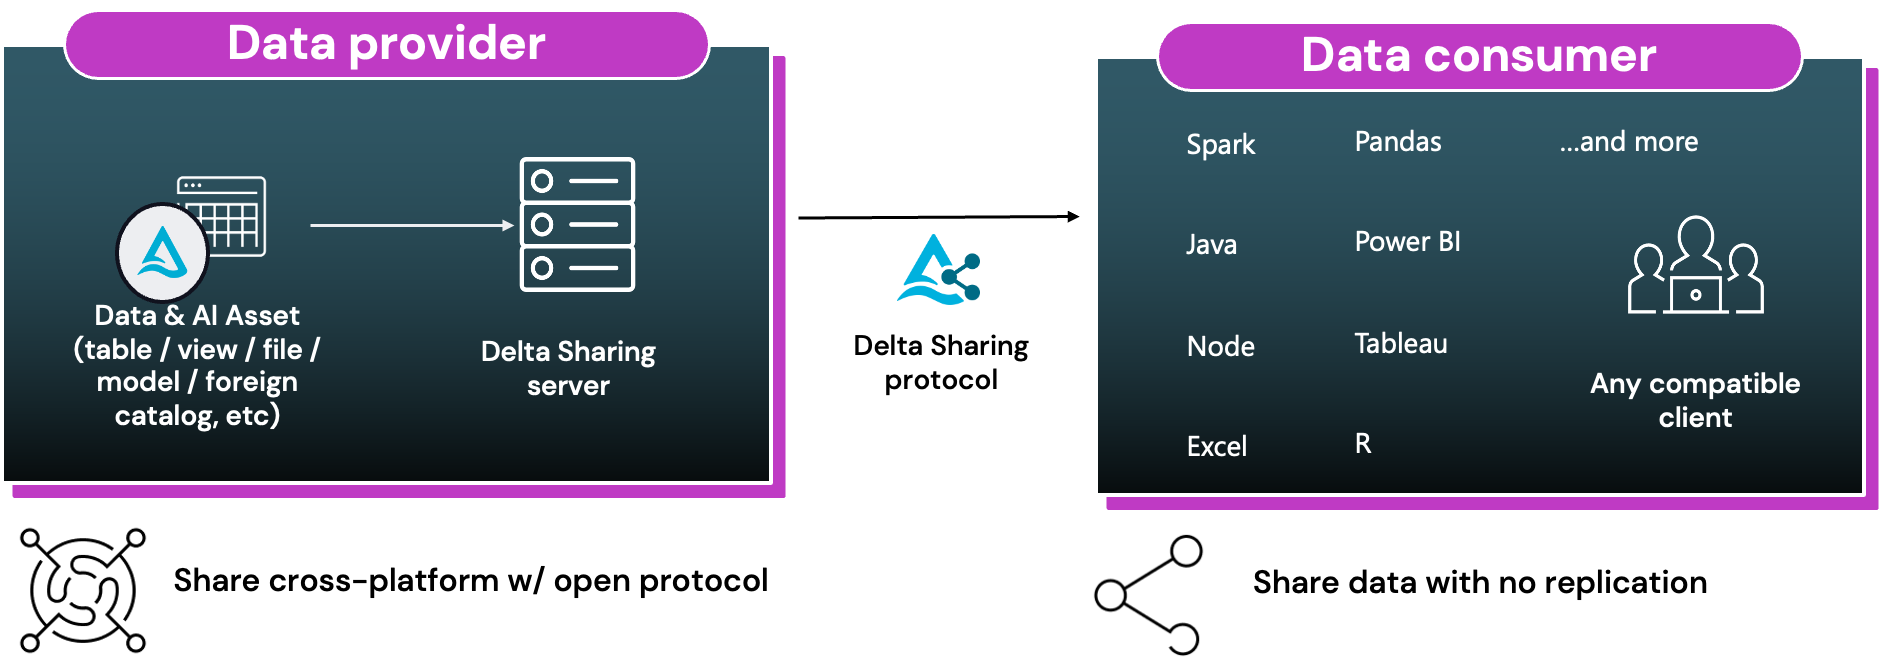 Data provider
Data & AI Asset
(table / view / file /
model / foreign
catalog, etc)
Delta Sharing
server
Delta Sharing
protocol
Data consumer
Spark
Pandas
...and more
Java
Power BI
Node
Tableau
Excel
R
Any compatible
client
Share cross-platform w/ open protocol
Share data with no replication